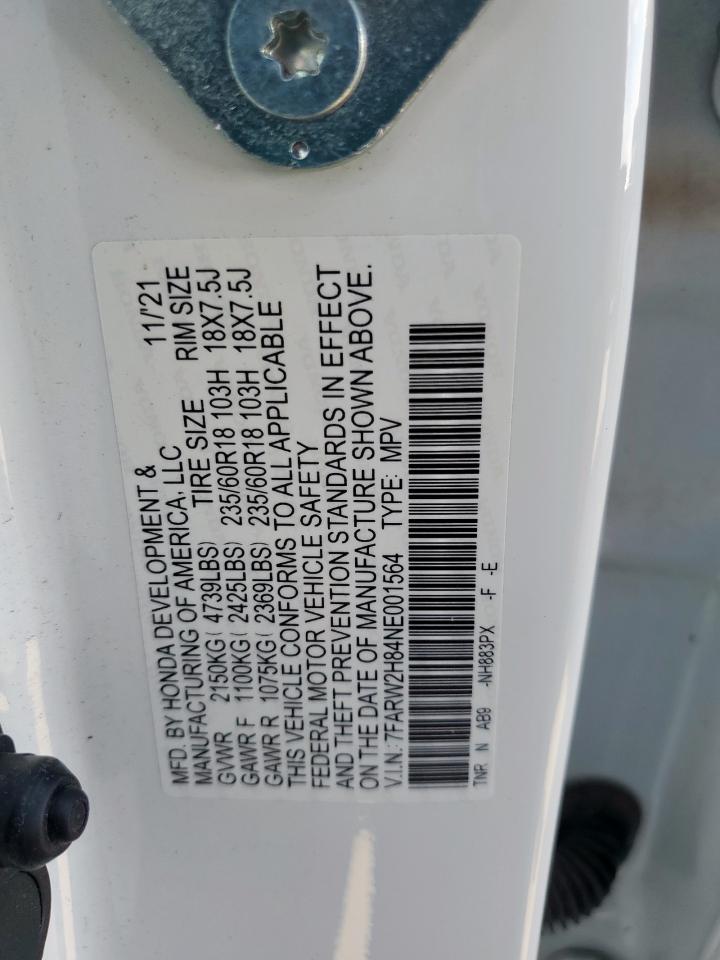 MFD. BY HONDA DEVELOPMENT &
MANUFACTURING OF AMERICA, LLC 11/'21
TIRE SIZE RIM SIZE
GVWR 2150KG( 4739LBS)
GAWR F 1100KG( 2425LBS) 235/60R18 103H 18X7.5J
GAWR R 1075KG( 2369LBS) 235/60R18 103H 18X7.5J
THIS VEHICLE CONFORMS TO ALL APPLICABLE
FEDERAL MOTOR VEHICLE SAFETY
AND THEFT PREVENTION STANDARDS IN EFFECT
ON THE DATE OF MANUFACTURE SHOWN ABOVE.
V.I.N.: 7FARW2H84NE001564 TYPE: MPV
TNR N AB9 -NH883PX -F -E